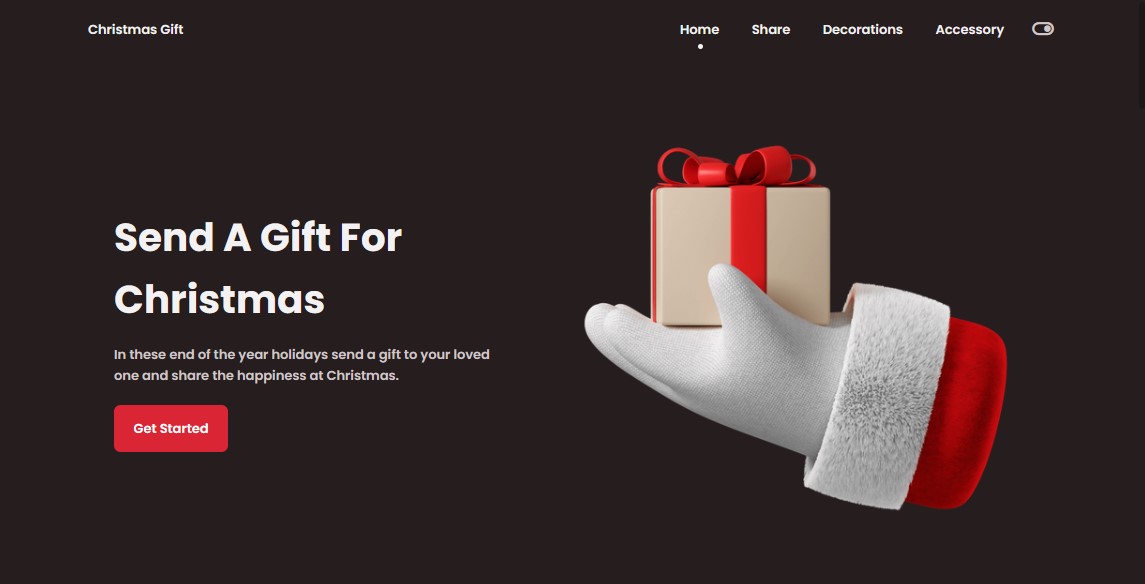 Christmas Gift
Home Share Decorations Accessory
Send A Gift For
Christmas
In these end of the year holidays send a gift to your loved
one and share the happiness at Christmas.
Get Started